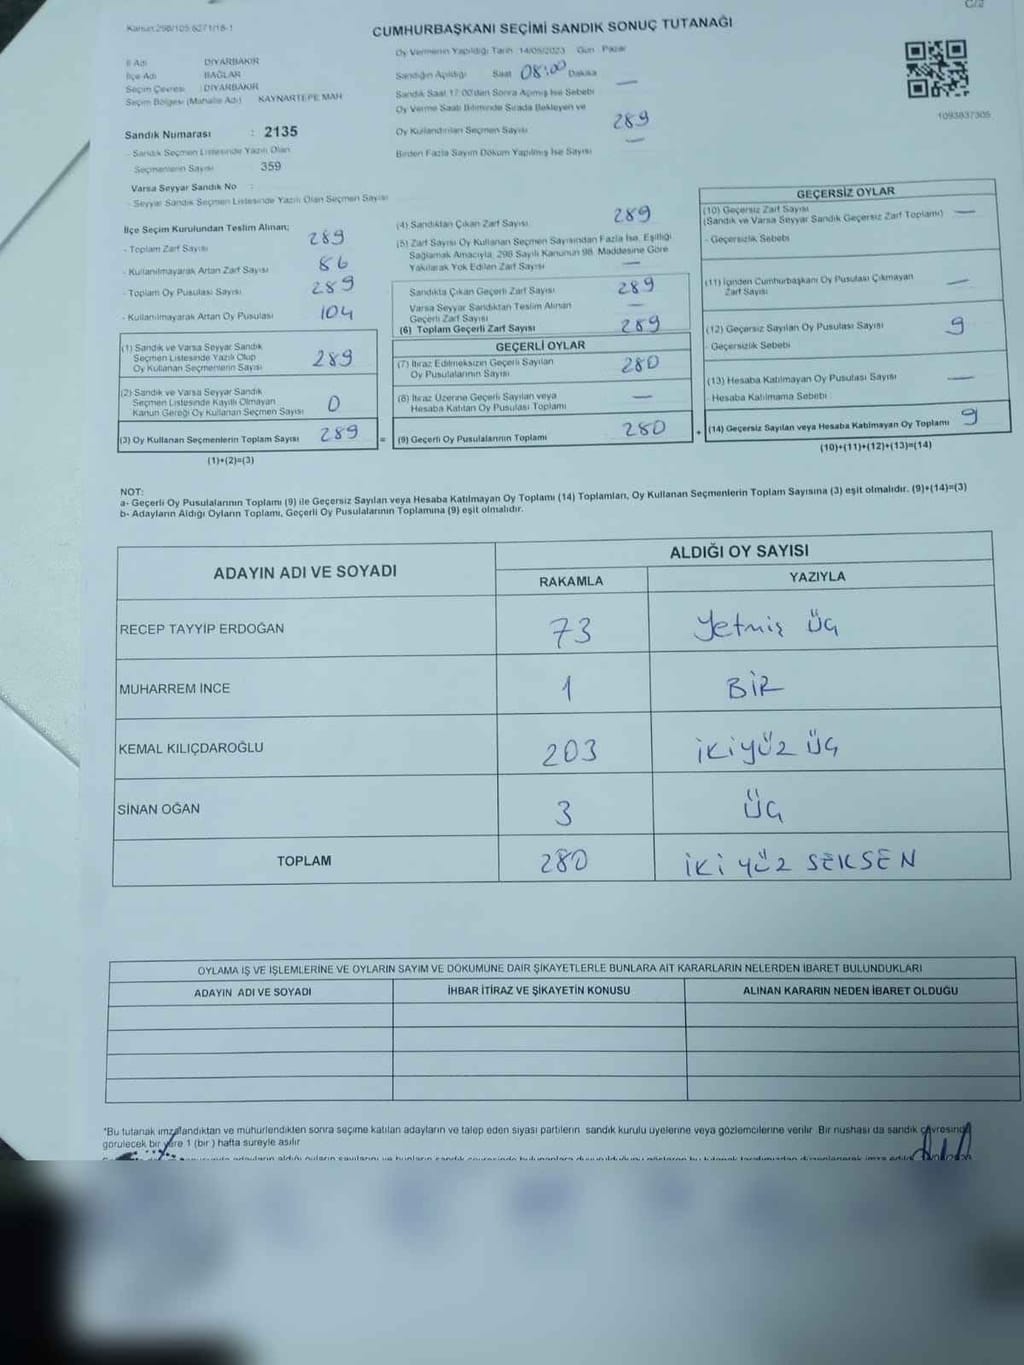 C/2
Kanun:298/105 627 1/16-1
CUMHURBAŞKANI SEÇİMİ SANDIK SONUÇ TUTANAĞI
İl Adı : DİYARBAKIR
İlçe Adı : BAĞLAR
Seçim Çevresi : DİYARBAKIR
Seçim Bölgesi (Mahalle Adı) : KAYNARTEPE MAH
Sandık Numarası : 2135
- Sandık Seçmen Listesinde Yazılı Olan
Seçmenlerin Sayısı 359
Varsa Seyyar Sandık No :
- Seyyar Sandık Seçmen Listesinde Yazılı Olan Seçmen Sayısı
Oy Vermenin Yapıldığı Tarih 14/05/2023 Gün Pazar
Sandığın Açıldığı Saat 08:00 Dakika
Sandık Saat 17:00'dan Sonra Açmış İse Sebebi —
Oy Verme Saati Bitiminde Sırada Bekleyen ve
Oy Kullandırılan Seçmen Sayısı 289
Birden Fazla Sayım Döküm Yapılmış İse Sayısı —
1093837305
İlçe Seçim Kurulundan Teslim Alınan;
- Toplam Zarf Sayısı 289
- Kullanılmayarak Artan Zarf Sayısı 86
- Toplam Oy Pusulası Sayısı 289
- Kullanılmayarak Artan Oy Pusulası 104
(1) Sandık ve Varsa Seyyar Sandık
Seçmen Listesinde Yazılı Olup
Oy Kullanan Seçmenlerin Sayısı 289
(2) Sandık ve Varsa Seyyar Sandık
Seçmen Listesinde Kayıtlı Olmayan
Kanun Gereği Oy Kullanan Seçmen Sayısı 0
(3) Oy Kullanan Seçmenlerin Toplam Sayısı 289 =
(1)+(2)=(3)
(4) Sandıktan Çıkan Zarf Sayısı 289
(5) Zarf Sayısı Oy Kullanan Seçmen Sayısından Fazla İse, Eşitliği
Sağlamak Amacıyla, 298 Sayılı Kanunun 98. Maddesine Göre
Yakılarak Yok Edilen Zarf Sayısı —
Sandıkta Çıkan Geçerli Zarf Sayısı 289
Varsa Seyyar Sandıktan Teslim Alınan
Geçerli Zarf Sayısı —
(6) Toplam Geçerli Zarf Sayısı 289
GEÇERLİ OYLAR
(7) İtiraz Edilmeksizin Geçerli Sayılan
Oy Pusulalarının Sayısı 280
(8) İtiraz Üzerine Geçerli Sayılan veya
Hesaba Katılan Oy Pusulası Toplamı —
(9) Geçerli Oy Pusulalarının Toplamı 280 +
GEÇERSİZ OYLAR
(10) Geçersiz Zarf Sayısı
(Sandık ve Varsa Seyyar Sandık Geçersiz Zarf Toplamı) —
- Geçersizlik Sebebi
(11) İçinden Cumhurbaşkanı Oy Pusulası Çıkmayan
Zarf Sayısı —
(12) Geçersiz Sayılan Oy Pusulası Sayısı 9
- Geçersizlik Sebebi
(13) Hesaba Katılmayan Oy Pusulası Sayısı —
- Hesaba Katılmama Sebebi
(14) Geçersiz Sayılan veya Hesaba Katılmayan Oy Toplamı 9
(10)+(11)+(12)+(13)=(14)
NOT:
a- Geçerli Oy Pusulalarının Toplamı (9) ile Geçersiz Sayılan veya Hesaba Katılmayan Oy Toplamı (14) Toplamları, Oy Kullanan Seçmenlerin Toplam Sayısına (3) eşit olmalıdır. (9)+(14)=(3)
b- Adayların Aldığı Oyların Toplamı, Geçerli Oy Pusulalarının Toplamına (9) eşit olmalıdır.
ADAYIN ADI VE SOYADI
ALDIĞI OY SAYISI
RAKAMLA YAZIYLA
RECEP TAYYİP ERDOĞAN 73 Yetmiş üç
MUHARREM İNCE 1 BİR
KEMAL KILIÇDAROĞLU 203 ikiyüz üç
SİNAN OĞAN 3 üç
TOPLAM 280 iki yüz SEKSEN
OYLAMA İŞ VE İŞLEMLERİNE VE OYLARIN SAYIM VE DÖKÜMÜNE DAİR ŞİKAYETLERLE BUNLARA AİT KARARLARIN NELERDEN İBARET BULUNDUKLARI
ADAYIN ADI VE SOYADI İHBAR İTİRAZ VE ŞİKAYETİN KONUSU ALINAN KARARIN NEDEN İBARET OLDUĞU
*Bu tutanak imzalandıktan ve mühürlendikten sonra seçime katılan adayların ve talep eden siyasi partilerin sandık kurulu üyelerine veya gözlemcilerine verilir. Bir nüshası da sandık çevresinde
görülecek bir yere 1 (bir) hafta süreyle asılır.